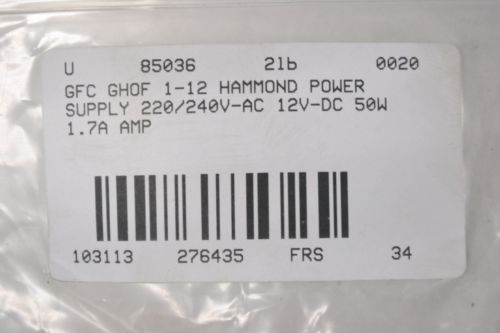 U 85036 2lb 0020
GFC GHOF 1-12 HAMMOND POWER
SUPPLY 220/240V-AC 12V-DC 50W
1.7A AMP
103113 276435 FRS 34